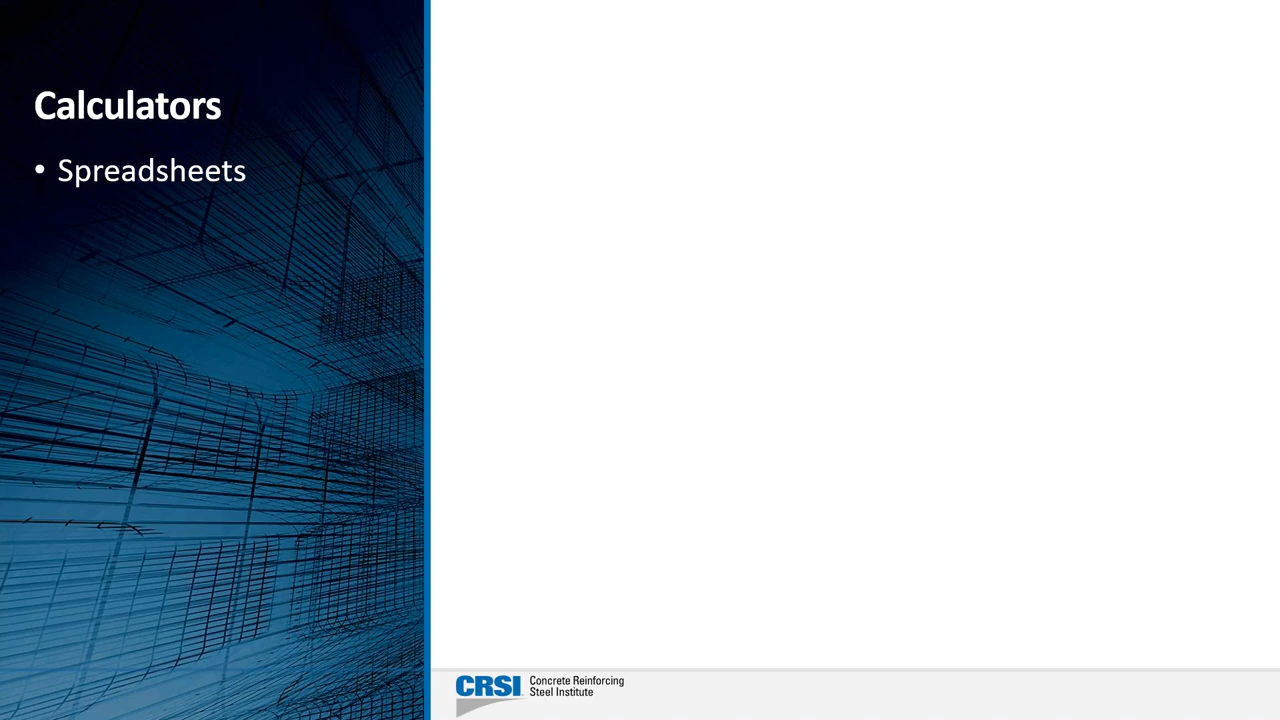 Calculators
• Spreadsheets
CRSI
Concrete Reinforcing
Steel Institute